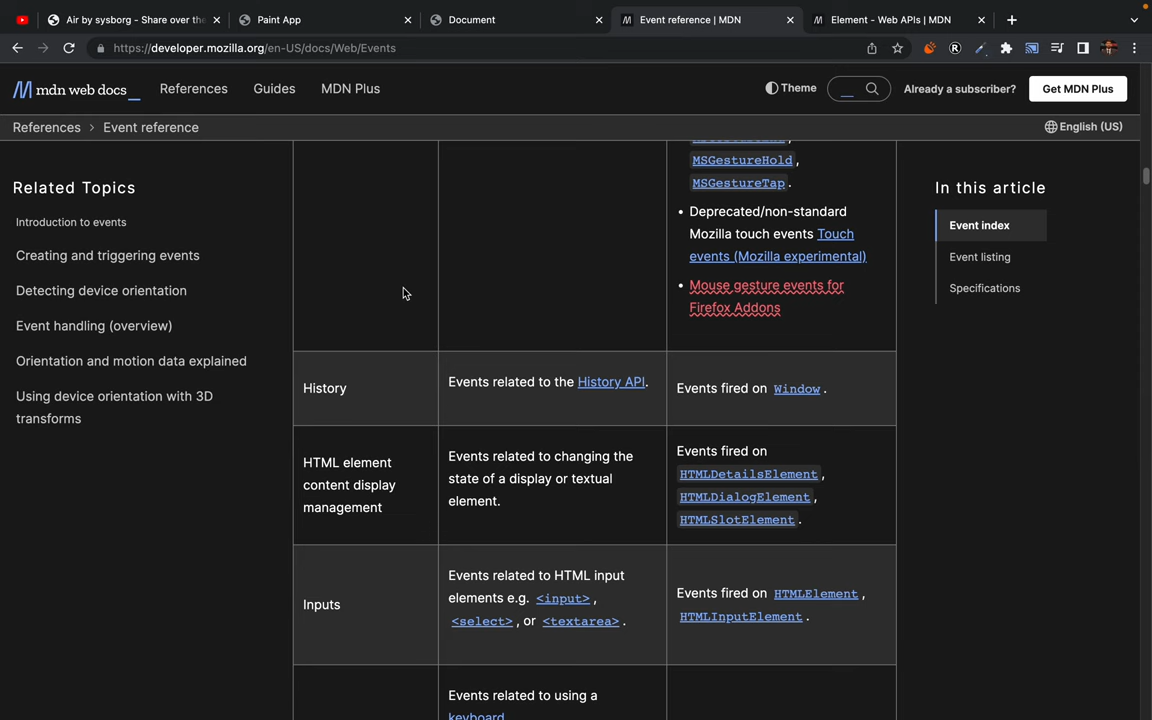 Air by sysborg - Share over the
Paint App
Document
Event reference | MDN
Element - Web APIs | MDN
https://developer.mozilla.org/en-US/docs/Web/Events
mdn web docs_
References
Guides
MDN Plus
Theme
Already a subscriber?
Get MDN Plus
References > Event reference
English (US)
Related Topics
Introduction to events
Creating and triggering events
Detecting device orientation
Event handling (overview)
Orientation and motion data explained
Using device orientation with 3D
transforms
MSGestureHold,
MSGestureTap.
• Deprecated/non-standard
Mozilla touch events Touch
events (Mozilla experimental)
• Mouse gesture events for
Firefox Addons
History
Events related to the History API.
Events fired on Window.
HTML element
content display
management
Events related to changing the
state of a display or textual
element.
Events fired on
HTMLDetailsElement,
HTMLDialogElement,
HTMLSlotElement.
Inputs
Events related to HTML input
elements e.g. <input>,
<select>, or <textarea>.
Events fired on HTMLElement,
HTMLInputElement.
Events related to using a
keyboard
In this article
Event index
Event listing
Specifications